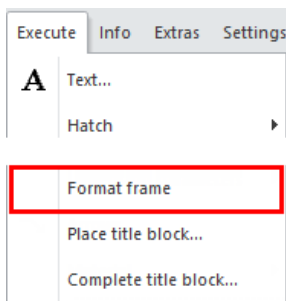 Execute Info Extras Settings
A Text...
Hatch
Format frame
Place title block...
Complete title block...